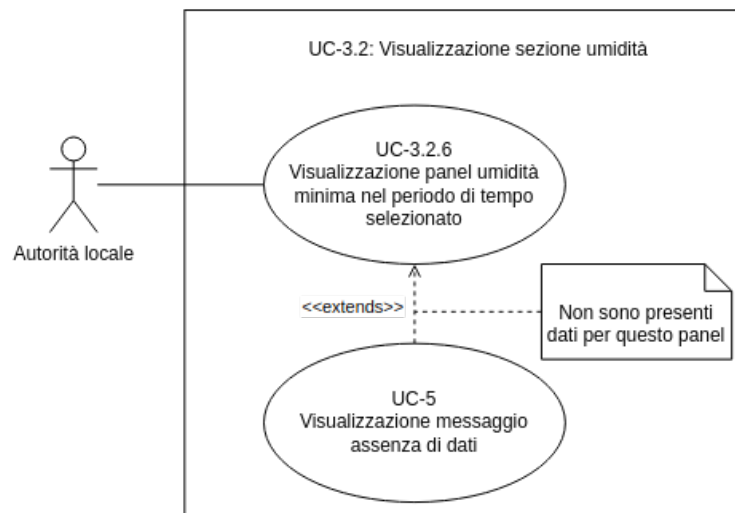 UC-3.2: Visualizzazione sezione umidità
UC-3.2.6
Visualizzazione panel umidità
minima nel periodo di tempo
selezionato
Autorità locale
<<extends>>
Non sono presenti
dati per questo panel
UC-5
Visualizzazione messaggio
assenza di dati